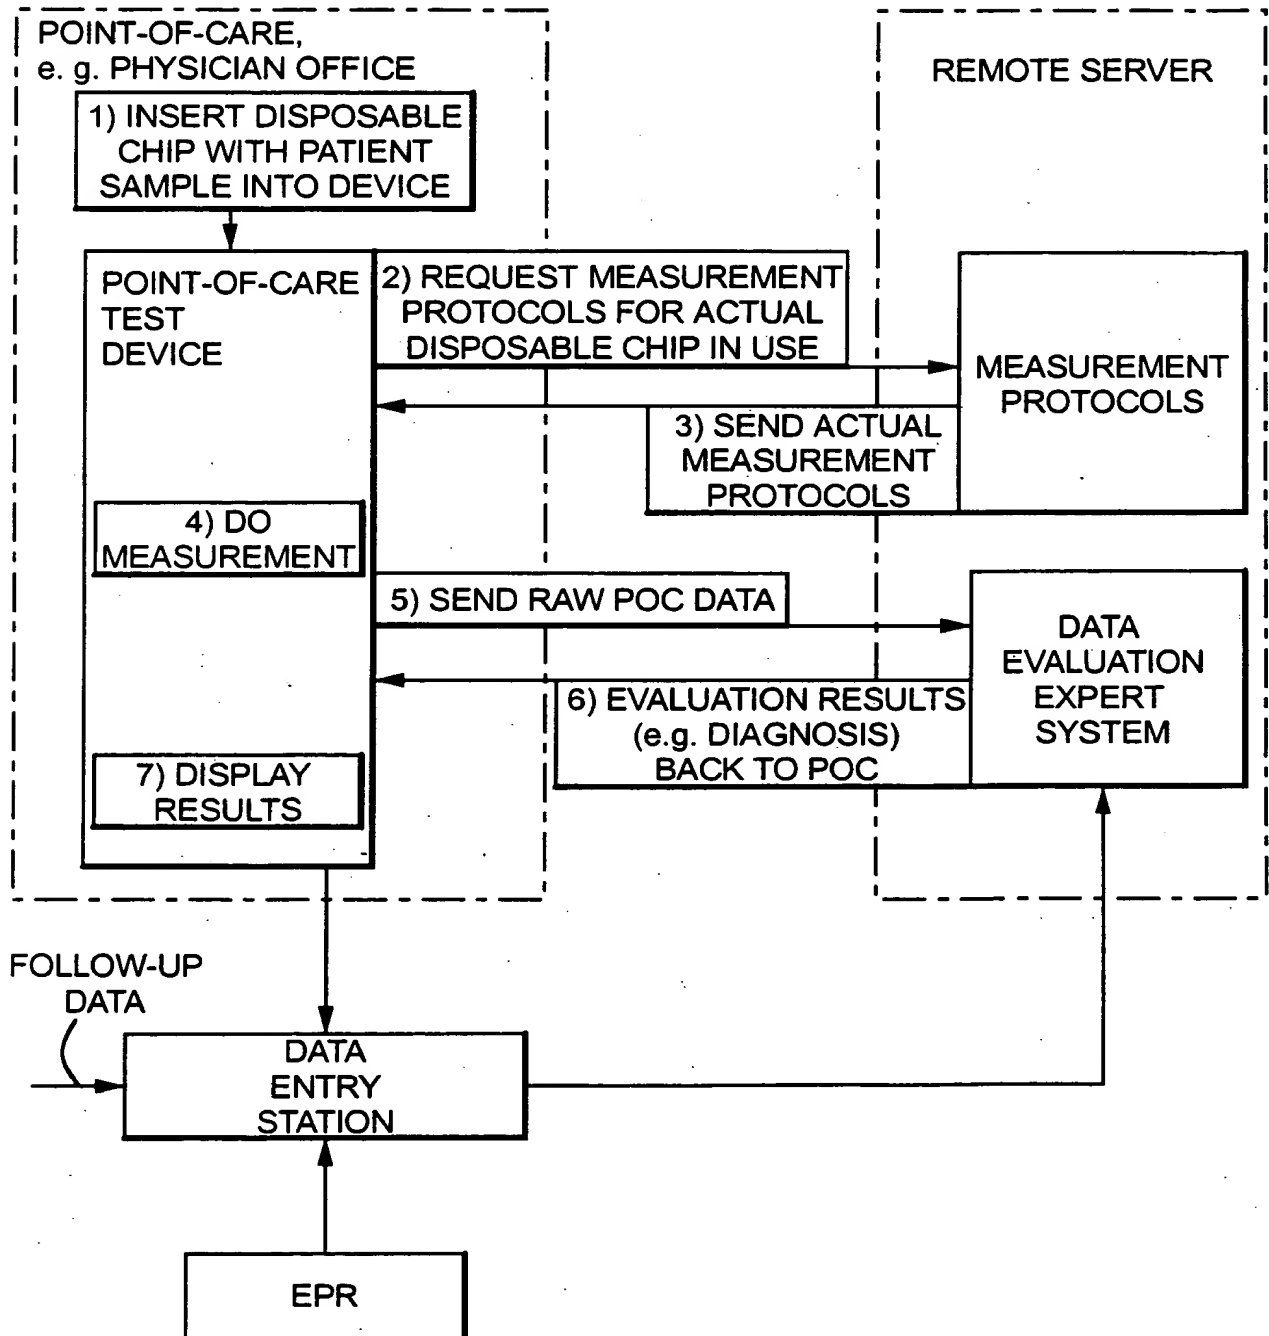 POINT-OF-CARE,
e. g. PHYSICIAN OFFICE
1) INSERT DISPOSABLE
CHIP WITH PATIENT
SAMPLE INTO DEVICE
REMOTE SERVER
POINT-OF-CARE
TEST
DEVICE
2) REQUEST MEASUREMENT
PROTOCOLS FOR ACTUAL
DISPOSABLE CHIP IN USE
MEASUREMENT
PROTOCOLS
3) SEND ACTUAL
MEASUREMENT
PROTOCOLS
4) DO
MEASUREMENT
5) SEND RAW POC DATA
DATA
EVALUATION
EXPERT
SYSTEM
6) EVALUATION RESULTS
(e.g. DIAGNOSIS)
BACK TO POC
7) DISPLAY
RESULTS
FOLLOW-UP
DATA
DATA
ENTRY
STATION
EPR